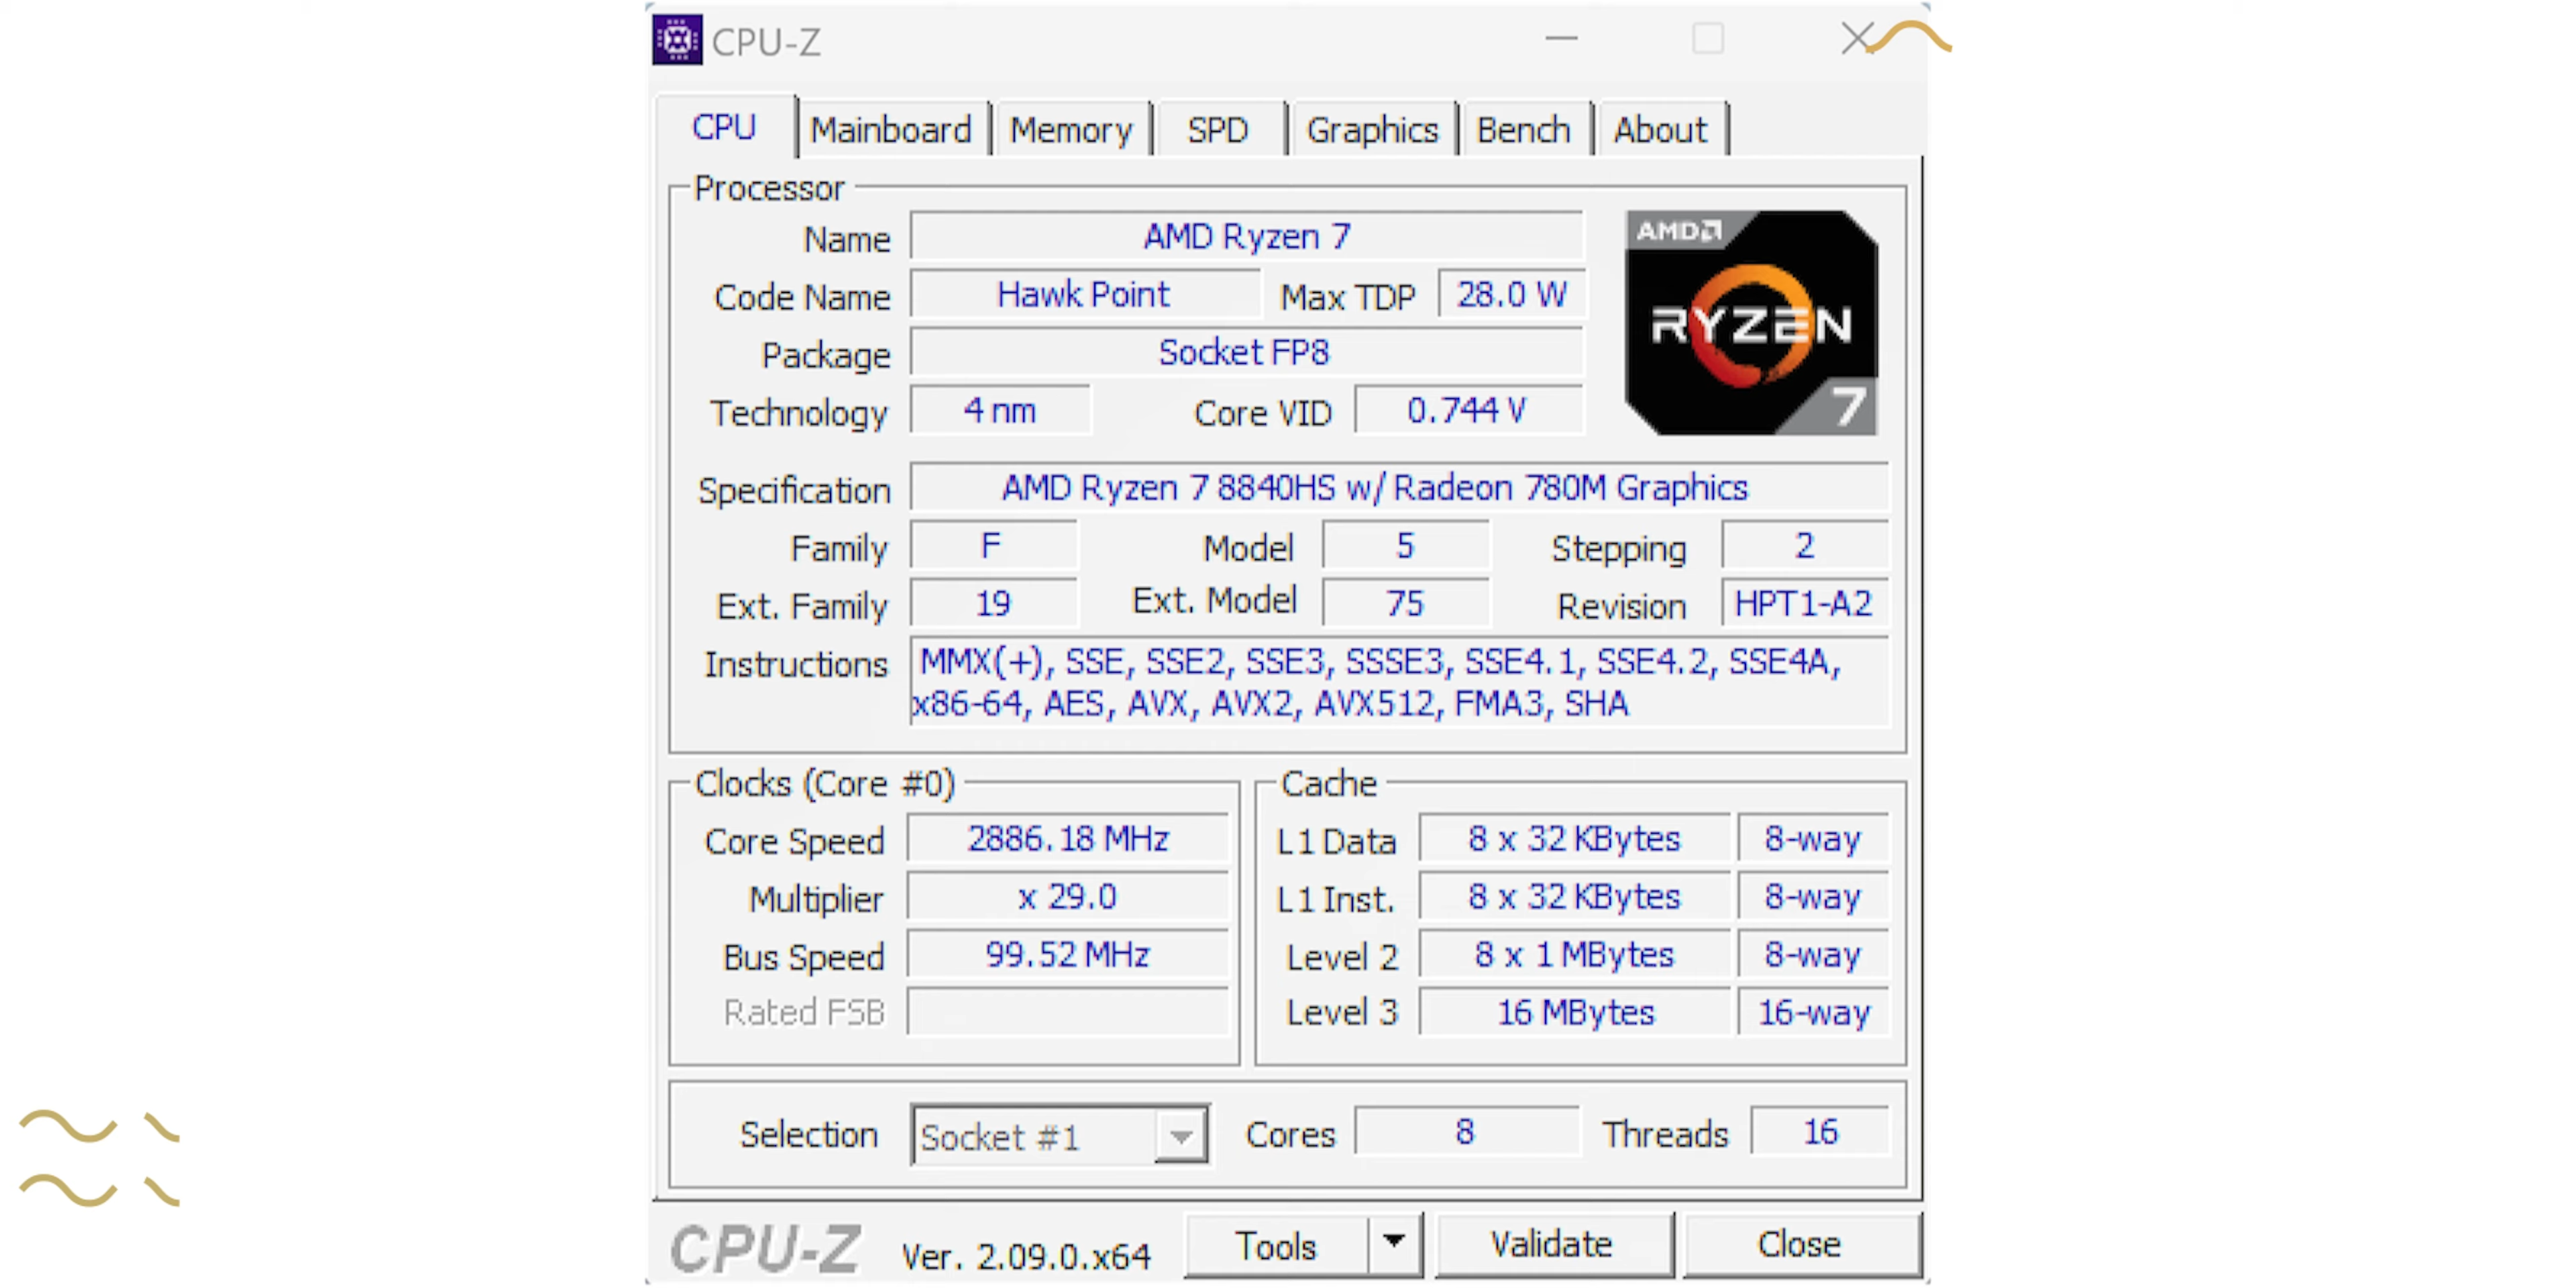 CPU-Z
CPU Mainboard Memory SPD Graphics Bench About
Processor
Name AMD Ryzen 7
Code Name Hawk Point Max TDP 28.0 W
Package Socket FP8
Technology 4 nm Core VID 0.744 V
AMD
RYZEN
7
Specification AMD Ryzen 7 8840HS w/ Radeon 780M Graphics
Family F Model 5 Stepping 2
Ext. Family 19 Ext. Model 75 Revision HPT1-A2
Instructions MMX(+), SSE, SSE2, SSE3, SSSE3, SSE4.1, SSE4.2, SSE4A,
x86-64, AES, AVX, AVX2, AVX512, FMA3, SHA
Clocks (Core #0)
Core Speed 2886.18 MHz
Multiplier x 29.0
Bus Speed 99.52 MHz
Rated FSB
Cache
L1 Data 8 x 32 KBytes 8-way
L1 Inst. 8 x 32 KBytes 8-way
Level 2 8 x 1 MBytes 8-way
Level 3 16 MBytes 16-way
Selection Socket #1 Cores 8 Threads 16
CPU-Z Ver. 2.09.0.x64 Tools Validate Close